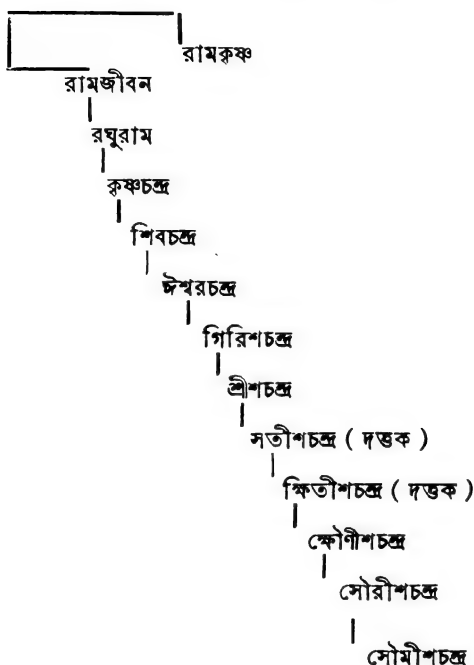 রামকৃষ্ণ
রামজীবন
রঘুরাম
কৃষ্ণচন্দ্র
শিবচন্দ্র
ঈশ্বরচন্দ্র
গিরিশচন্দ্র
শ্রীশচন্দ্র
সতীশচন্দ্র ( দত্তক )
ক্ষিতীশচন্দ্র ( দত্তক )
ক্ষৌণীশচন্দ্র
সৌরীশচন্দ্র
সৌমীশচন্দ্র